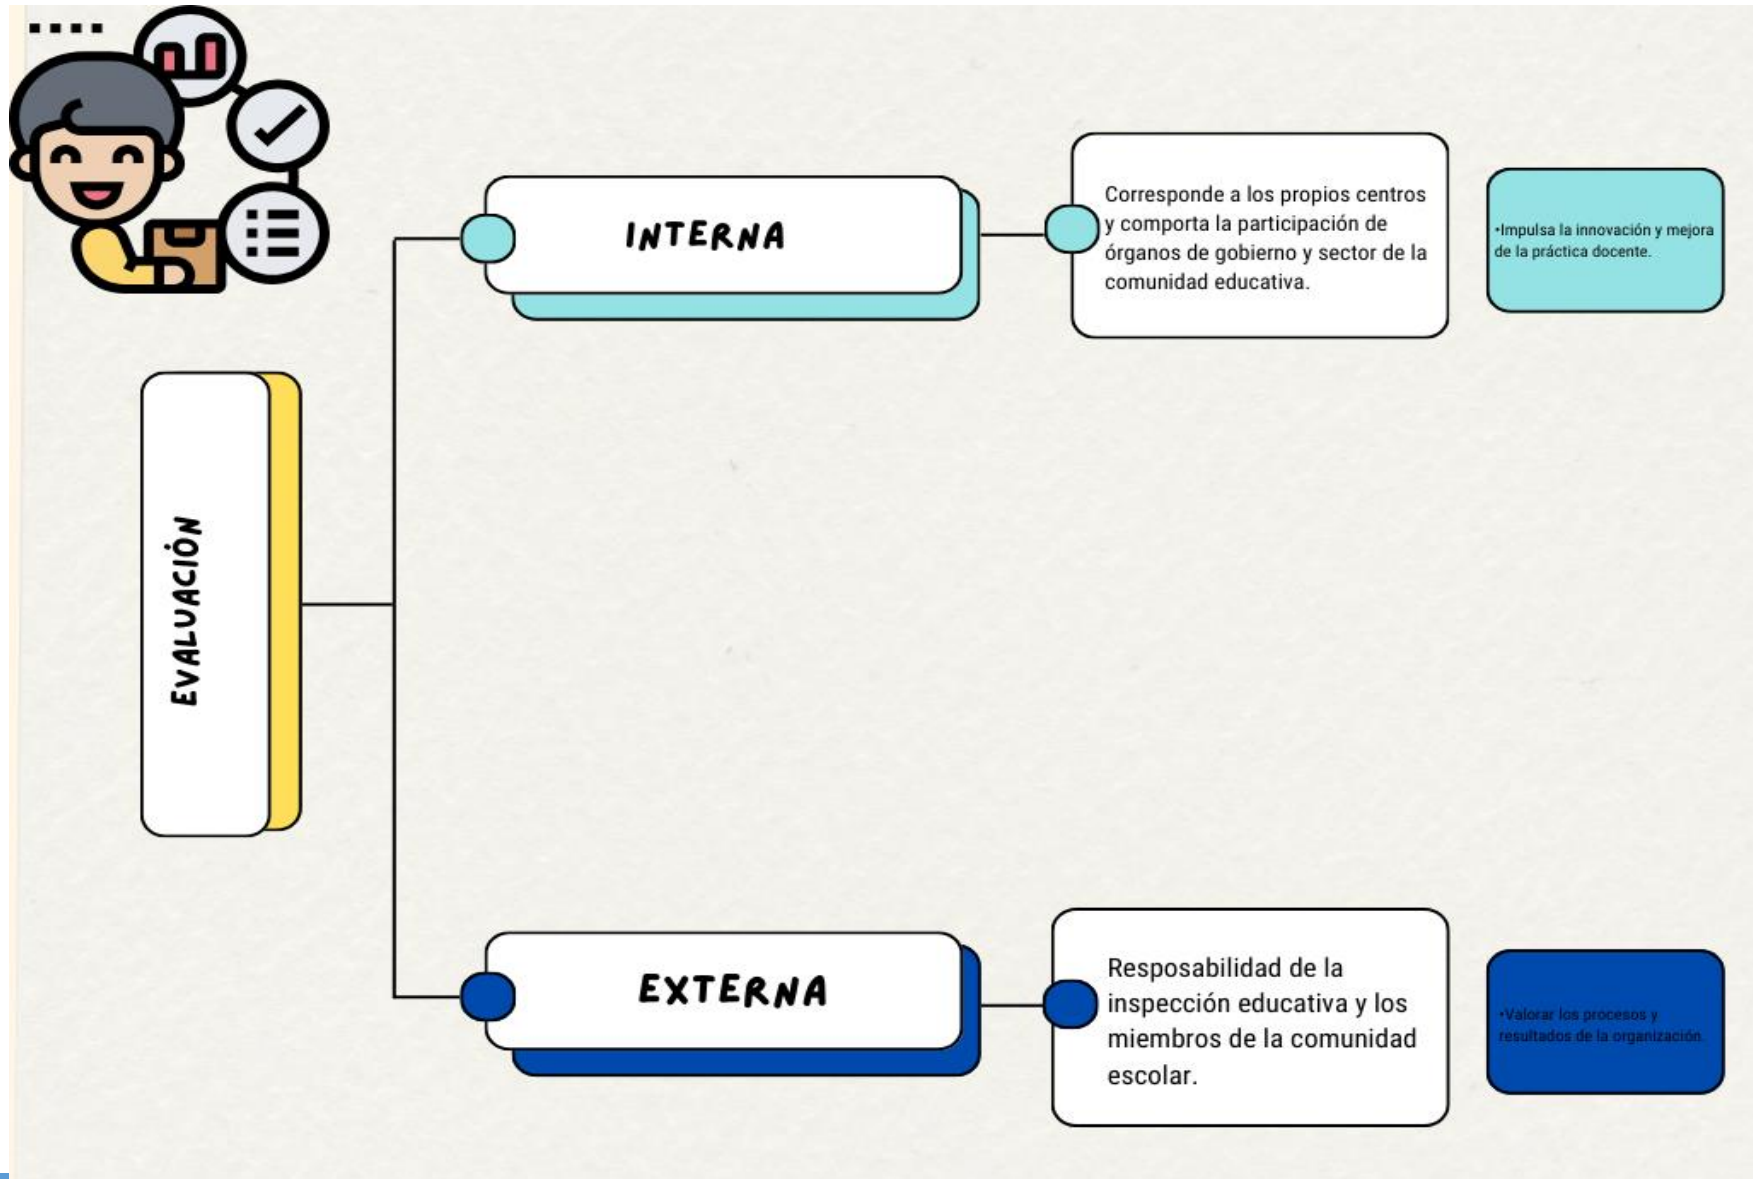 INTERNA
Corresponde a los propios centros
y comporta la participación de
órganos de gobierno y sector de la
comunidad educativa.
•Impulsa la innovación y mejora
de la práctica docente.
EVALUACIÓN
EXTERNA
Resposabilidad de la
inspección educativa y los
miembros de la comunidad
escolar.
•Valorar los procesos y
resultados de la organización.